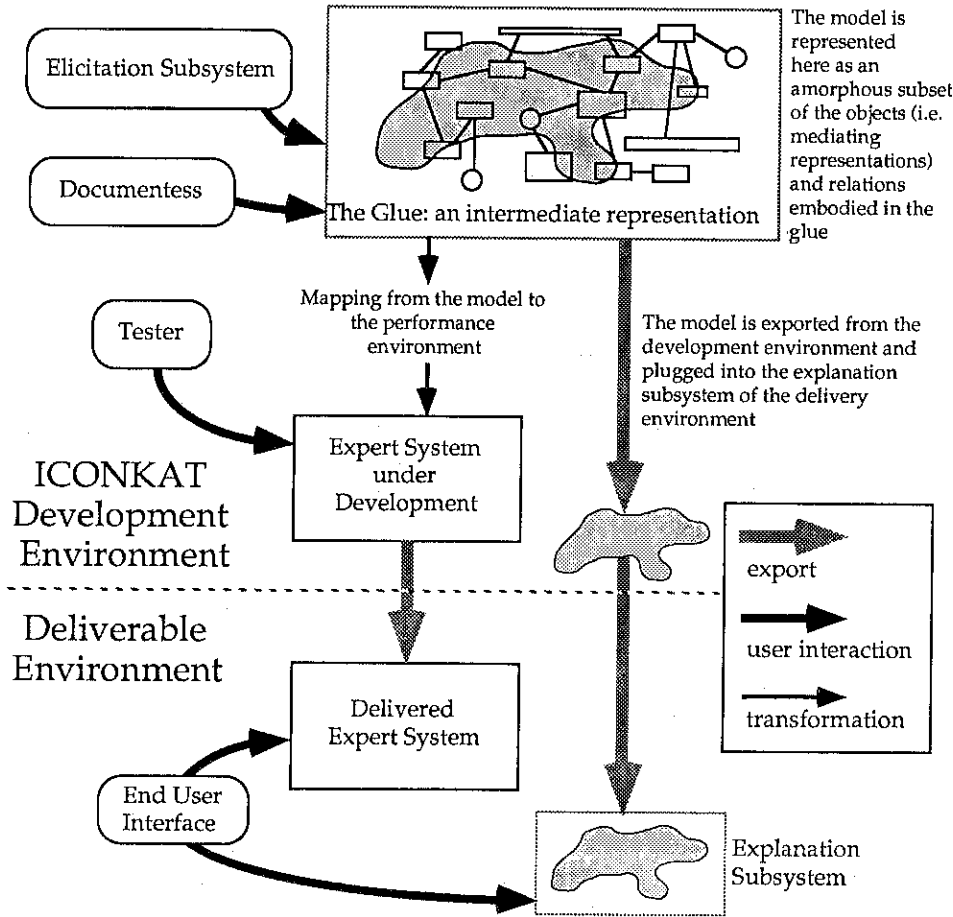 Elicitation Subsystem
Documentess
The Glue: an intermediate representation
The model is
represented
here as an
amorphous subset
of the objects (i.e.
mediating
representations)
and relations
embodied in the
glue
Mapping from the model to
the performance
environment
The model is exported from the
development environment and
plugged into the explanation
subsystem of the delivery
environment
Tester
Expert System
under
Development
ICONKAT
Development
Environment
export
user interaction
transformation
Deliverable
Environment
Delivered
Expert System
End User
Interface
Explanation
Subsystem